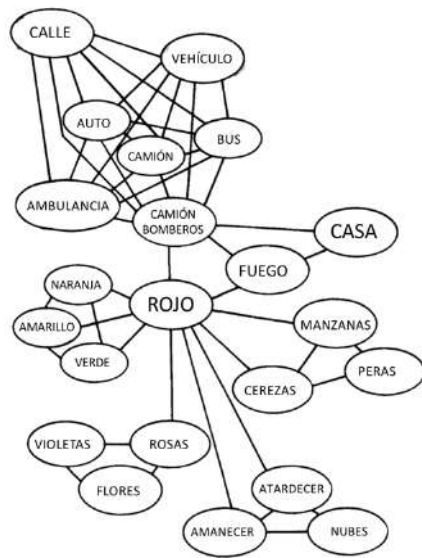 CALLE
VEHÍCULO
AUTO
BUS
CAMIÓN
AMBULANCIA
CAMIÓN
BOMBEROS
CASA
FUEGO
NARANJA
ROJO
AMARILLO
MANZANAS
VERDE
PERAS
CEREZAS
VIOLETAS
ROSAS
FLORES
ATARDECER
AMANECER
NUBES